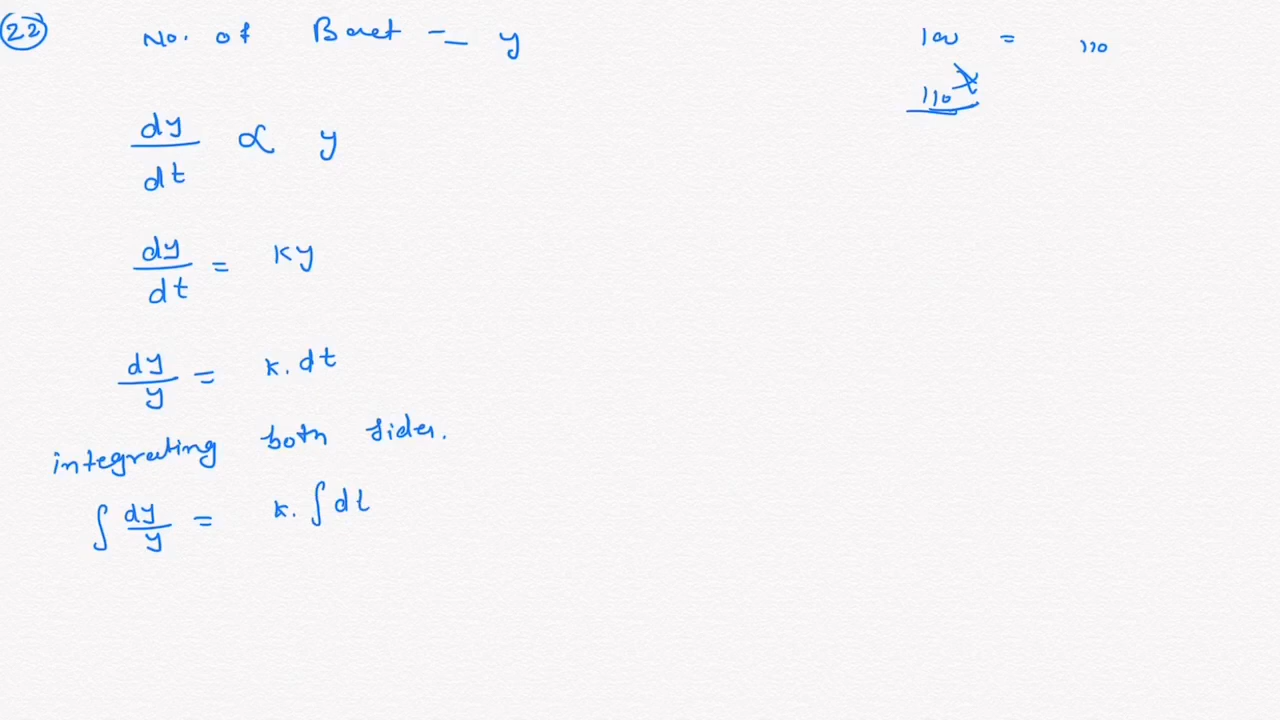 22 No. of Bact - y
100 = 110
110
dy/dt ∝ y
dy/dt = ky
dy/y = k. dt
integrating both sides.
∫ dy/y = k. ∫ dt